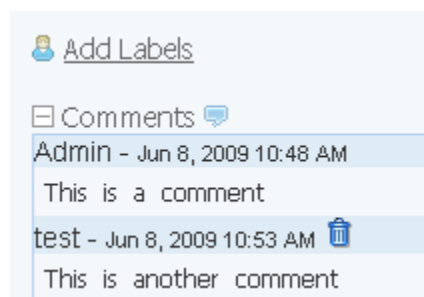 Add Labels
Comments
Admin - Jun 8, 2009 10:48 AM
This is a comment
test - Jun 8, 2009 10:53 AM
This is another comment